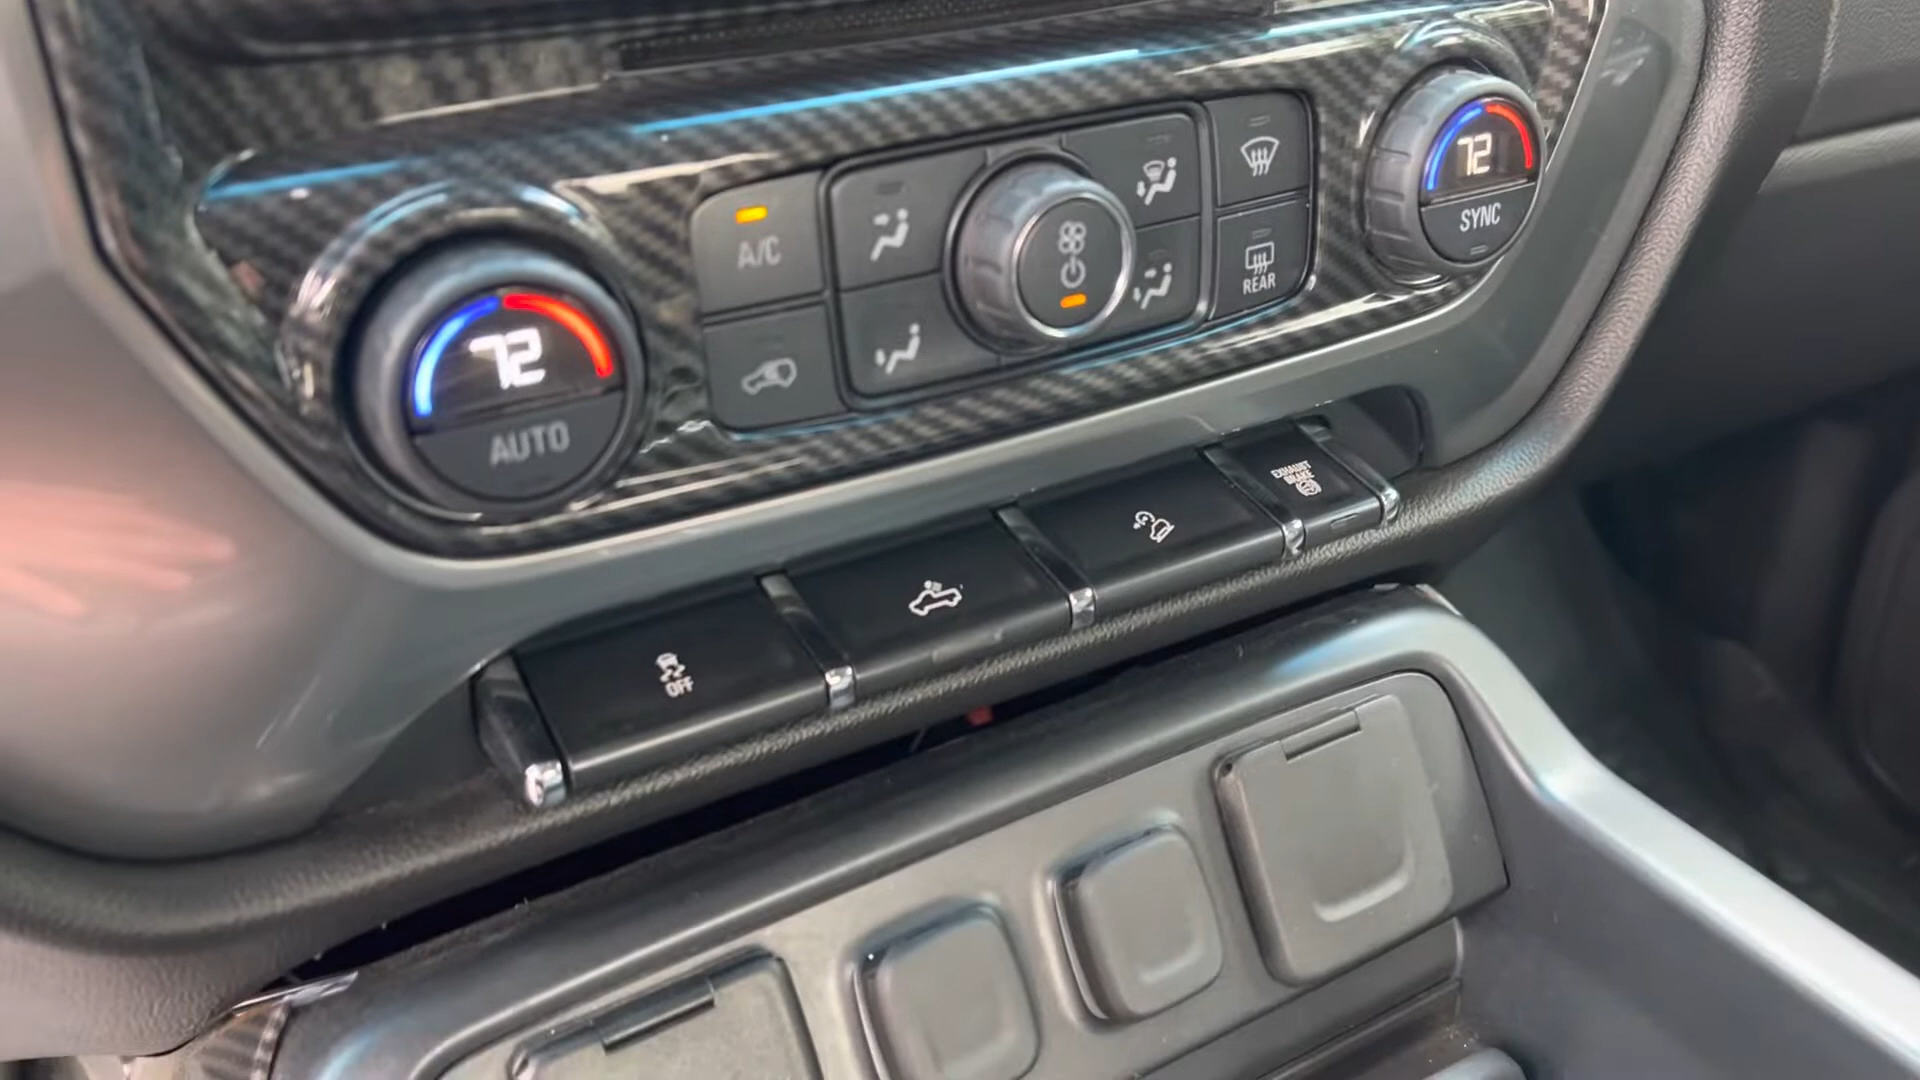 72
AUTO
A/C
REAR
72
SYNC
OFF
EXHAUST
BRAKE